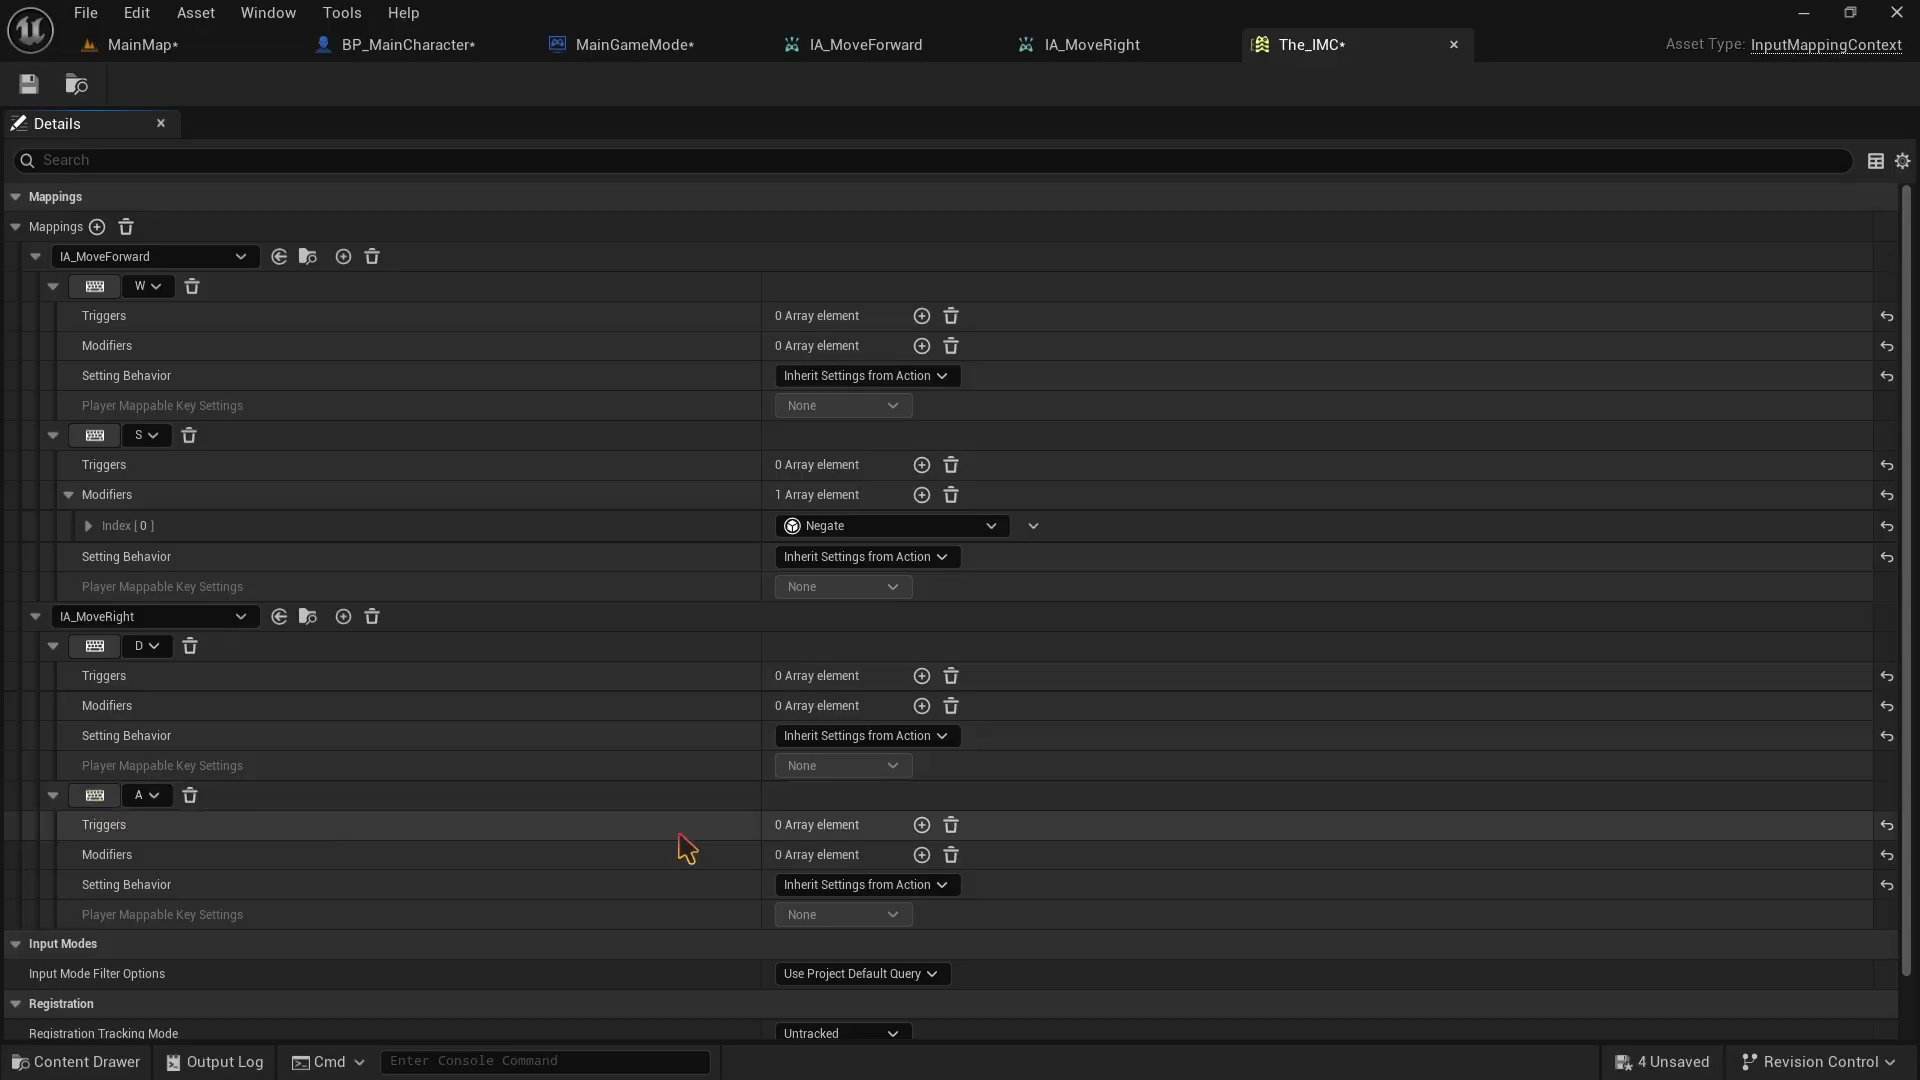 File Edit Asset Window Tools Help
MainMap* BP_MainCharacter* MainGameMode* IA_MoveForward IA_MoveRight The_IMC* Asset Type: InputMappingContext
Details
Search
Mappings
Mappings
IA_MoveForward
W
Triggers 0 Array element
Modifiers 0 Array element
Setting Behavior Inherit Settings from Action
Player Mappable Key Settings None
S
Triggers 0 Array element
Modifiers 1 Array element
Index [ 0 ] Negate
Setting Behavior Inherit Settings from Action
Player Mappable Key Settings None
IA_MoveRight
D
Triggers 0 Array element
Modifiers 0 Array element
Setting Behavior Inherit Settings from Action
Player Mappable Key Settings None
A
Triggers 0 Array element
Modifiers 0 Array element
Setting Behavior Inherit Settings from Action
Player Mappable Key Settings None
Input Modes
Input Mode Filter Options Use Project Default Query
Registration
Registration Tracking Mode Untracked
Content Drawer Output Log Cmd Enter Console Command 4 Unsaved Revision Control